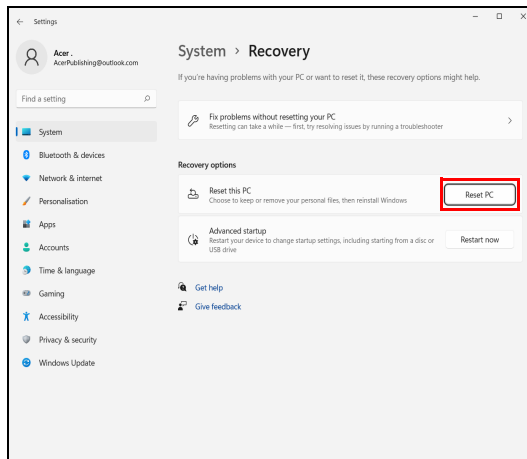 Settings
Acer .
AcerPublishing@outlook.com
Find a setting
System
Bluetooth & devices
Network & internet
Personalisation
Apps
Accounts
Time & language
Gaming
Accessibility
Privacy & security
Windows Update
System > Recovery
If you're having problems with your PC or want to reset it, these recovery options might help.
Fix problems without resetting your PC
Resetting can take a while — first, try resolving issues by running a troubleshooter
Recovery options
Reset this PC
Choose to keep or remove your personal files, then reinstall Windows
Reset PC
Advanced startup
Restart your device to change startup settings, including starting from a disc or
USB drive
Restart now
Get help
Give feedback